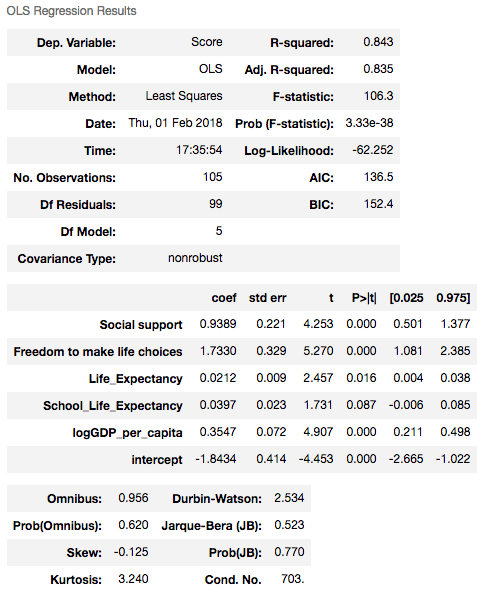 OLS Regression Results
Dep. Variable: Score R-squared: 0.843
Model: OLS Adj. R-squared: 0.835
Method: Least Squares F-statistic: 106.3
Date: Thu, 01 Feb 2018 Prob (F-statistic): 3.33e-38
Time: 17:35:54 Log-Likelihood: -62.252
No. Observations: 105 AIC: 136.5
Df Residuals: 99 BIC: 152.4
Df Model: 5
Covariance Type: nonrobust
coef std err t P>|t| [0.025 0.975]
Social support 0.9389 0.221 4.253 0.000 0.501 1.377
Freedom to make life choices 1.7330 0.329 5.270 0.000 1.081 2.385
Life_Expectancy 0.0212 0.009 2.457 0.016 0.004 0.038
School_Life_Expectancy 0.0397 0.023 1.731 0.087 -0.006 0.085
logGDP_per_capita 0.3547 0.072 4.907 0.000 0.211 0.498
intercept -1.8434 0.414 -4.453 0.000 -2.665 -1.022
Omnibus: 0.956 Durbin-Watson: 2.534
Prob(Omnibus): 0.620 Jarque-Bera (JB): 0.523
Skew: -0.125 Prob(JB): 0.770
Kurtosis: 3.240 Cond. No. 703.